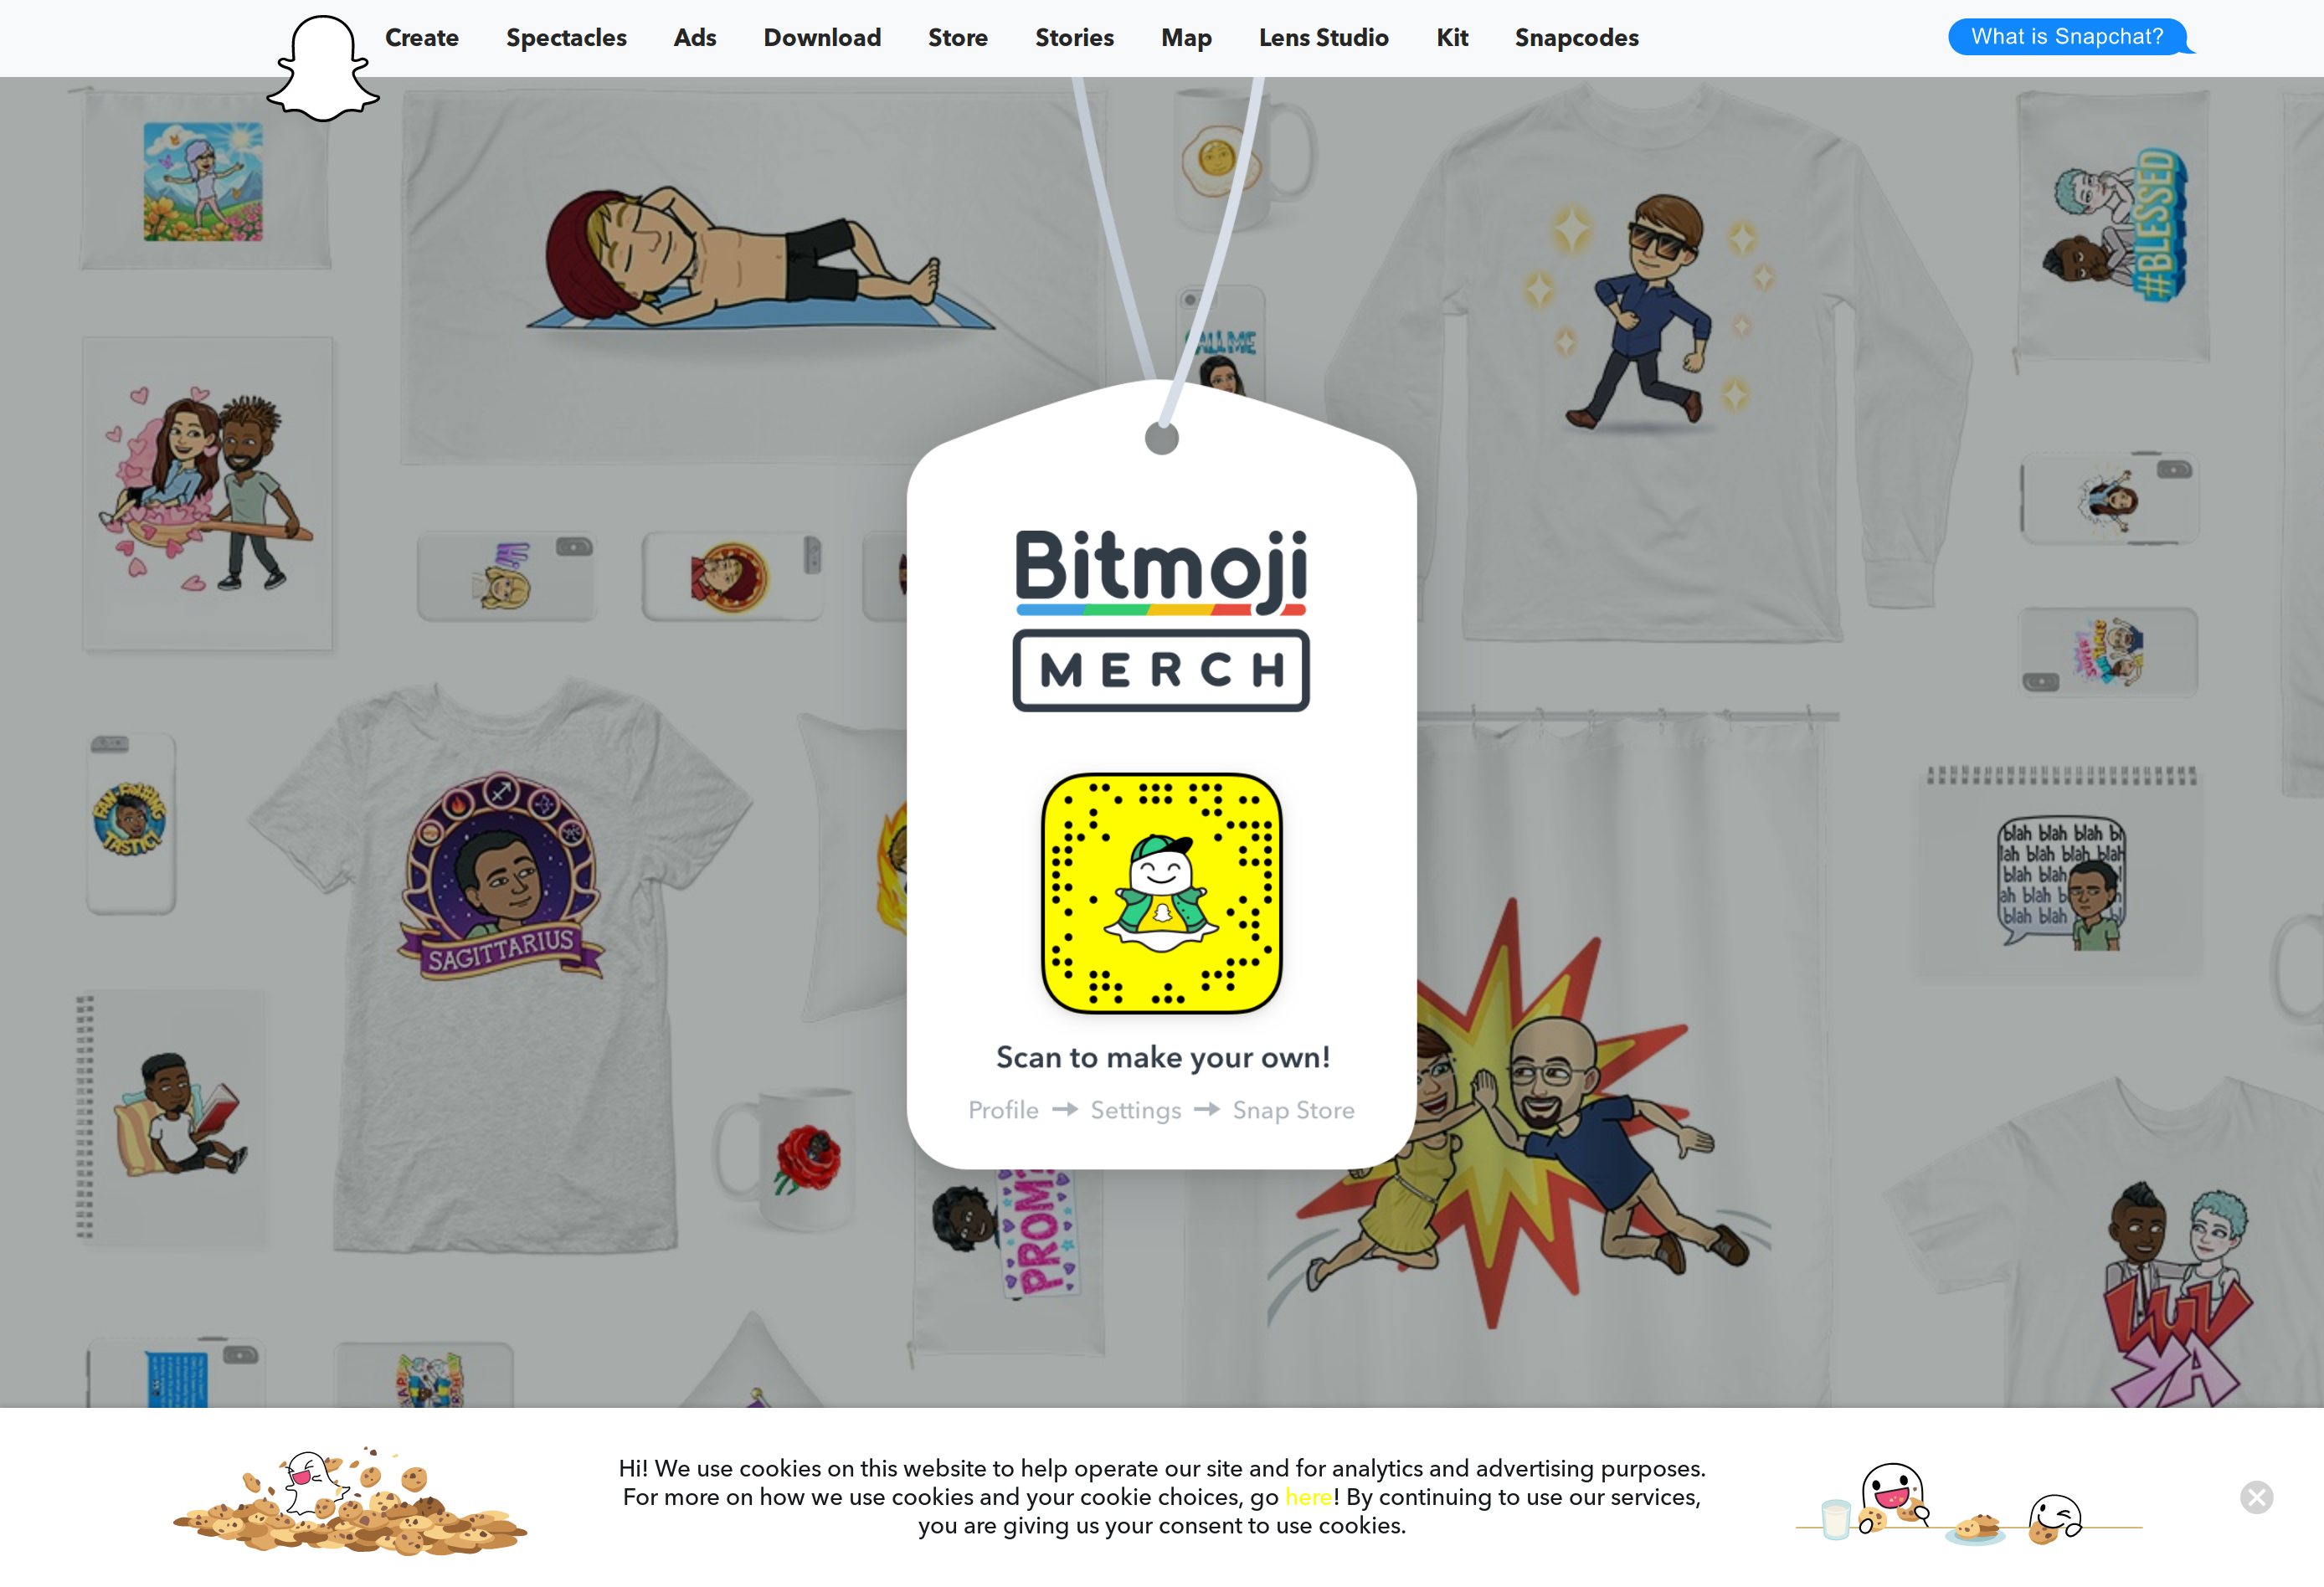 Create Spectacles Ads Download Store Stories Map Lens Studio Kit Snapcodes What is Snapchat?
#BLESSED
CALL ME
Bitmoji
MERCH
FAN-
TASTIC!
SAGITTARIUS
blah blah blah bl
lah blah blah blah
blah blah
ah blah b
blah blah
Scan to make your own!
Profile → Settings → Snap Store
PROM
LUV
YA
Hi! We use cookies on this website to help operate our site and for analytics and advertising purposes.
For more on how we use cookies and your cookie choices, go here! By continuing to use our services,
you are giving us your consent to use cookies.